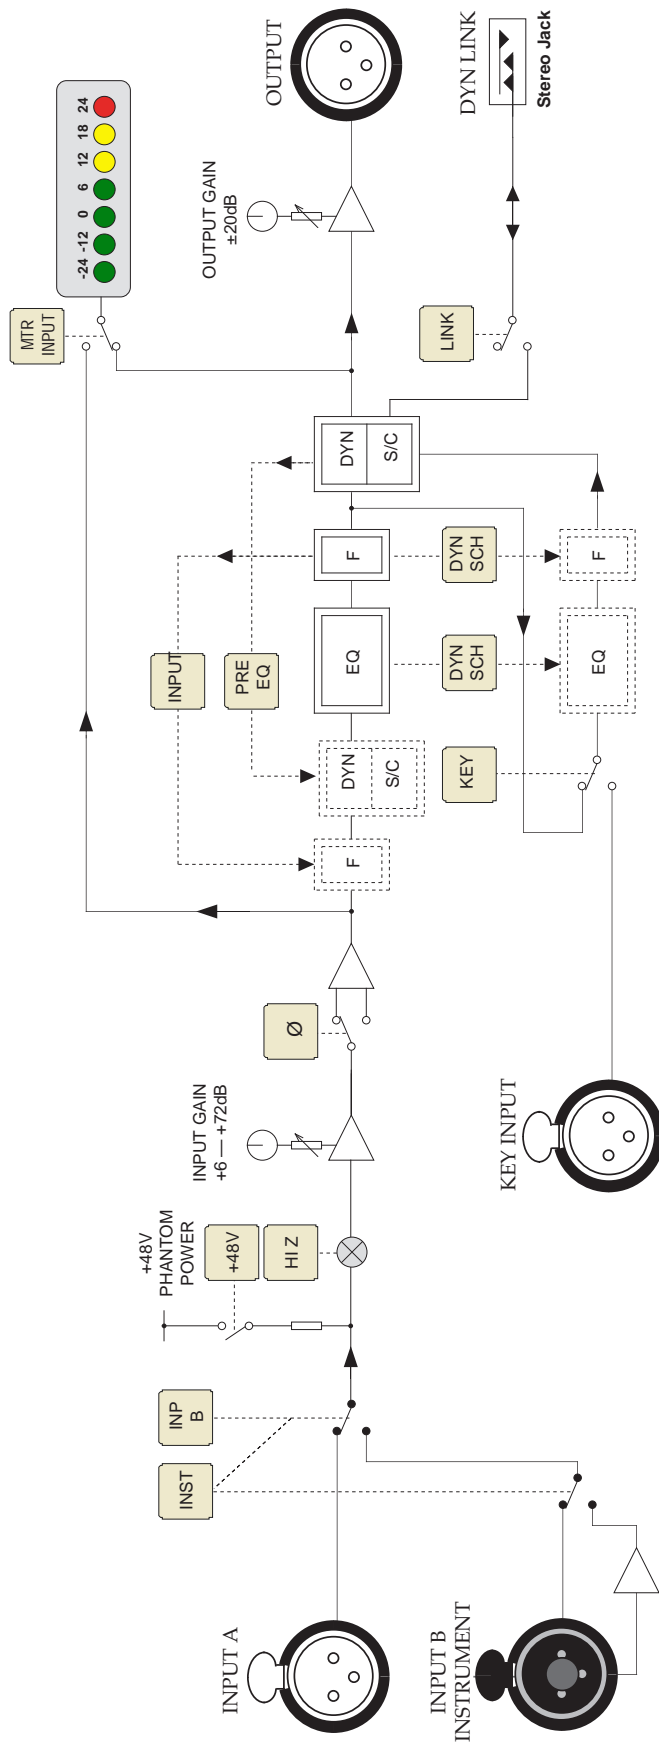 INPUT A
INPUT B
INSTRUMENT
INST
INP
B
+48V
PHANTOM
POWER
+48V
HI Z
INPUT GAIN
+6 — +72dB
Ø
KEY INPUT
F
DYN
S/C
INPUT
PRE
EQ
EQ
F
DYN
S/C
KEY
DYN
SCH
DYN
SCH
EQ
F
MTR
INPUT
-24 -12 0 6 12 18 24
LINK
OUTPUT GAIN
±20dB
OUTPUT
DYN LINK
Stereo Jack